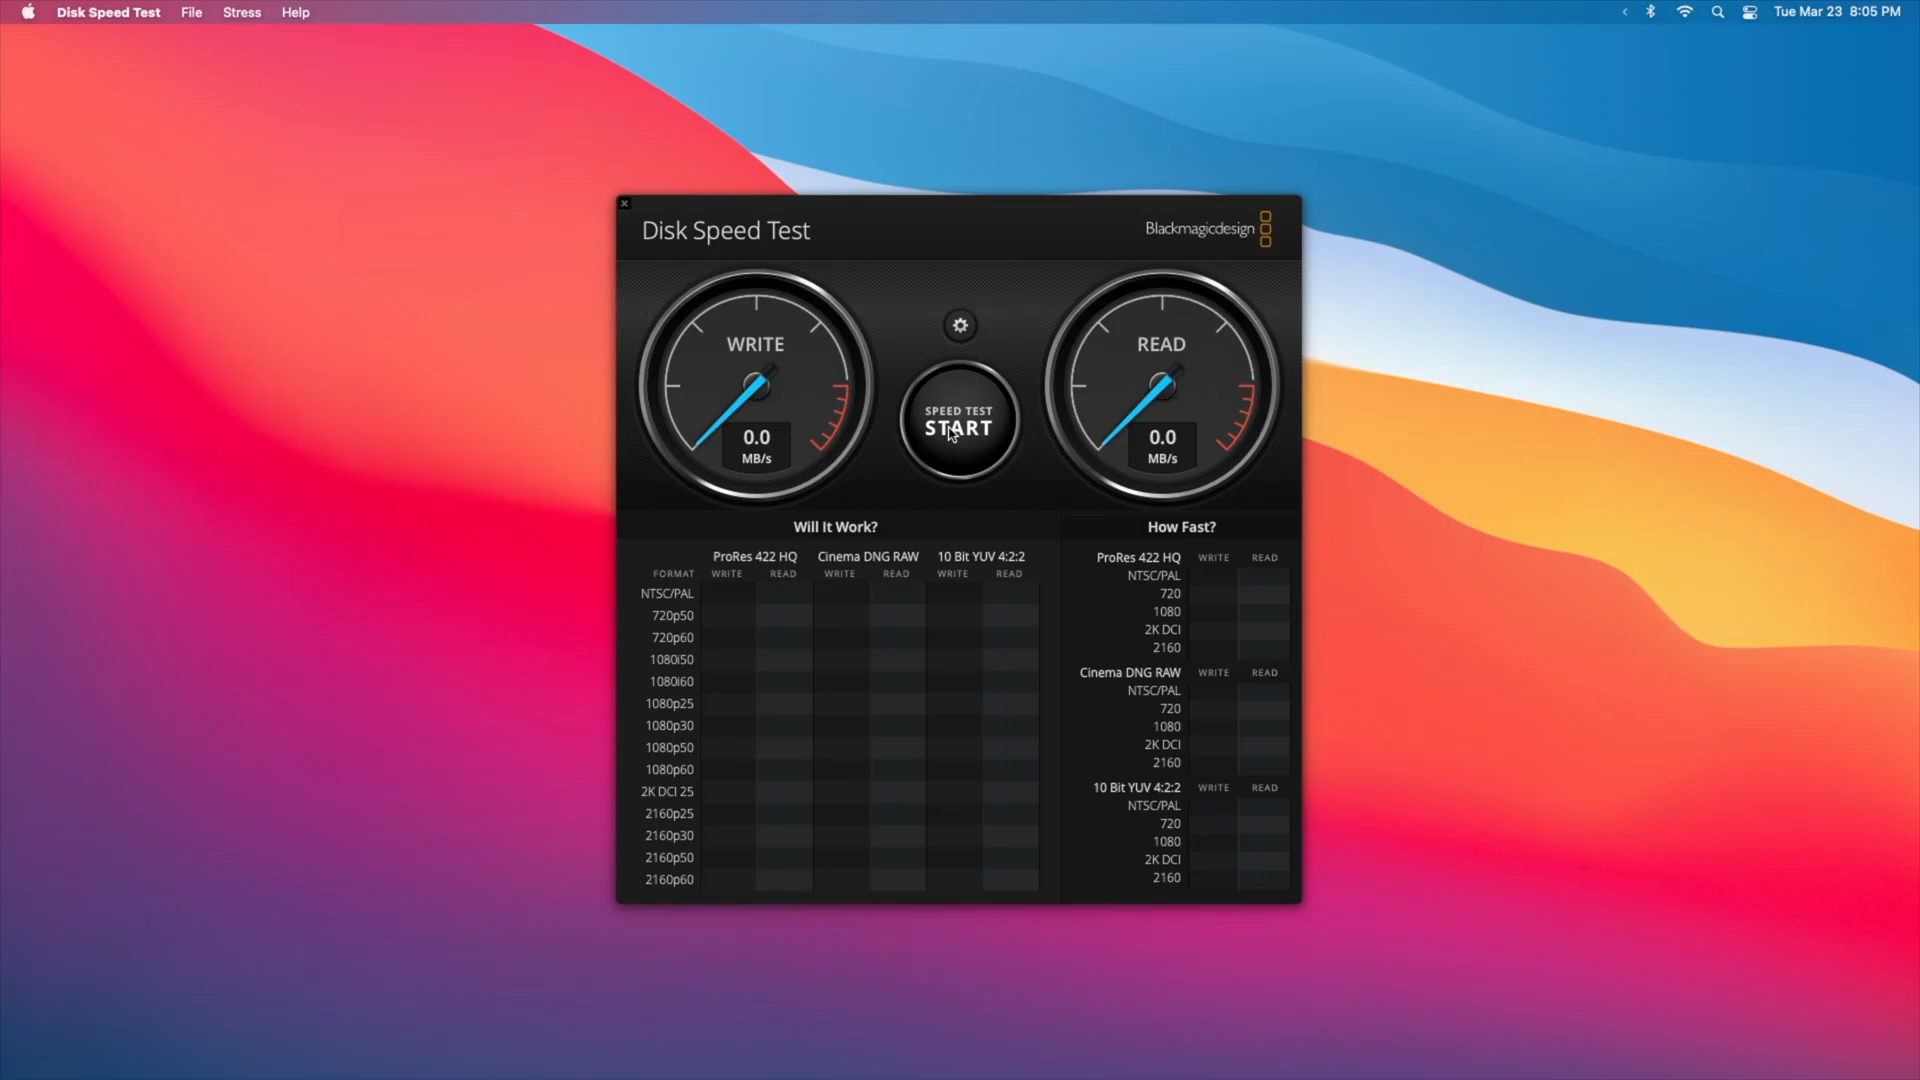 Disk Speed Test File Stress Help
Tue Mar 23 8:05 PM
Disk Speed Test
Blackmagicdesign
WRITE
0.0
MB/s
SPEED TEST
START
READ
0.0
MB/s
Will It Work?
ProRes 422 HQ Cinema DNG RAW 10 Bit YUV 4:2:2
FORMAT WRITE READ WRITE READ WRITE READ
NTSC/PAL
720p50
720p60
1080i50
1080i60
1080p25
1080p30
1080p50
1080p60
2K DCI 25
2160p25
2160p30
2160p50
2160p60
How Fast?
ProRes 422 HQ WRITE READ
NTSC/PAL
720
1080
2K DCI
2160
Cinema DNG RAW WRITE READ
NTSC/PAL
720
1080
2K DCI
2160
10 Bit YUV 4:2:2 WRITE READ
NTSC/PAL
720
1080
2K DCI
2160